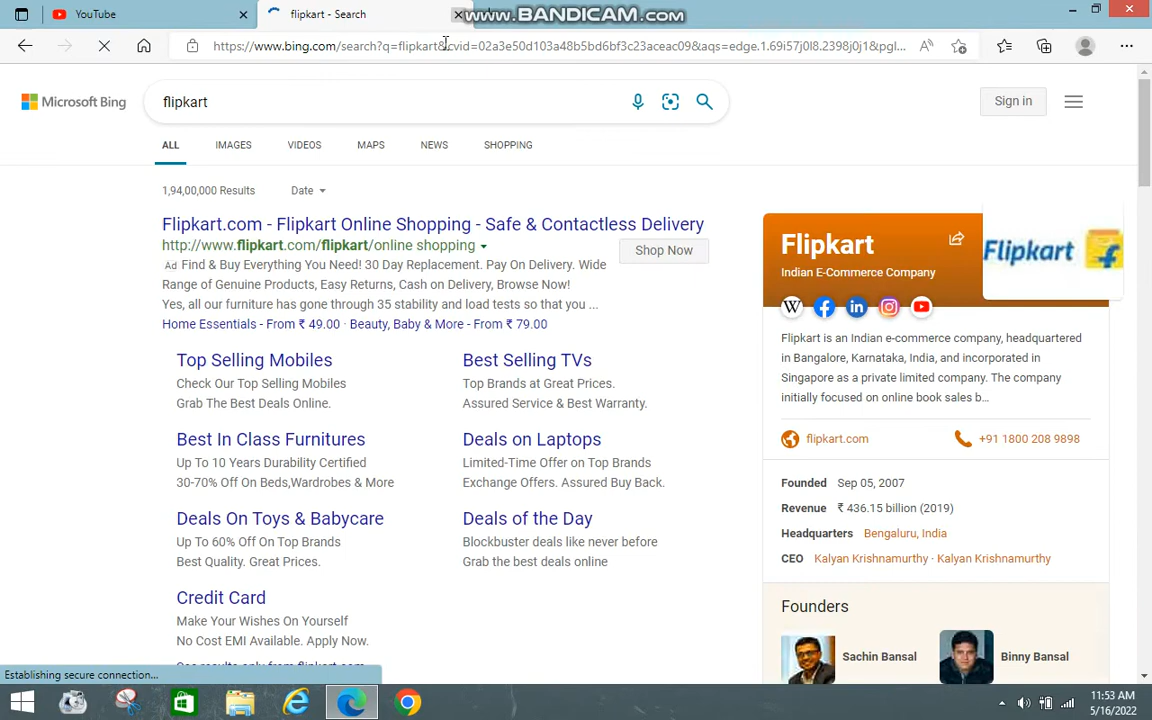 YouTube
flipkart - Search
www.BANDICAM.com
https://www.bing.com/search?q=flipkart&cvid=02a3e50d103a48b5bd6bf3c23aceac09&aqs=edge.1.69i57j0l8.2398j0j1&pgl...
Microsoft Bing
flipkart
Sign in
ALL
IMAGES
VIDEOS
MAPS
NEWS
SHOPPING
1,94,00,000 Results
Date
Flipkart.com - Flipkart Online Shopping - Safe & Contactless Delivery
http://www.flipkart.com/flipkart/online shopping
Shop Now
Ad Find & Buy Everything You Need! 30 Day Replacement. Pay On Delivery. Wide
Range of Genuine Products, Easy Returns, Cash on Delivery, Browse Now!
Yes, all our furniture has gone through 35 stability and load tests so that you ...
Home Essentials - From ₹ 49.00 · Beauty, Baby & More - From ₹ 79.00
Top Selling Mobiles
Check Our Top Selling Mobiles
Grab The Best Deals Online.
Best Selling TVs
Top Brands at Great Prices.
Assured Service & Best Warranty.
Best In Class Furnitures
Up To 10 Years Durability Certified
30-70% Off On Beds,Wardrobes & More
Deals on Laptops
Limited-Time Offer on Top Brands
Exchange Offers. Assured Buy Back.
Deals On Toys & Babycare
Up To 60% Off On Top Brands
Best Quality. Great Prices.
Deals of the Day
Blockbuster deals like never before
Grab the best deals online
Credit Card
Make Your Wishes On Yourself
No Cost EMI Available. Apply Now.
See results only from flipkart.com
Flipkart
Indian E-Commerce Company
Flipkart
Flipkart is an Indian e-commerce company, headquartered
in Bangalore, Karnataka, India, and incorporated in
Singapore as a private limited company. The company
initially focused on online book sales b...
flipkart.com
+91 1800 208 9898
Founded Sep 05, 2007
Revenue ₹ 436.15 billion (2019)
Headquarters Bengaluru, India
CEO Kalyan Krishnamurthy · Kalyan Krishnamurthy
Founders
Sachin Bansal
Binny Bansal
Establishing secure connection...
11:53 AM
5/16/2022